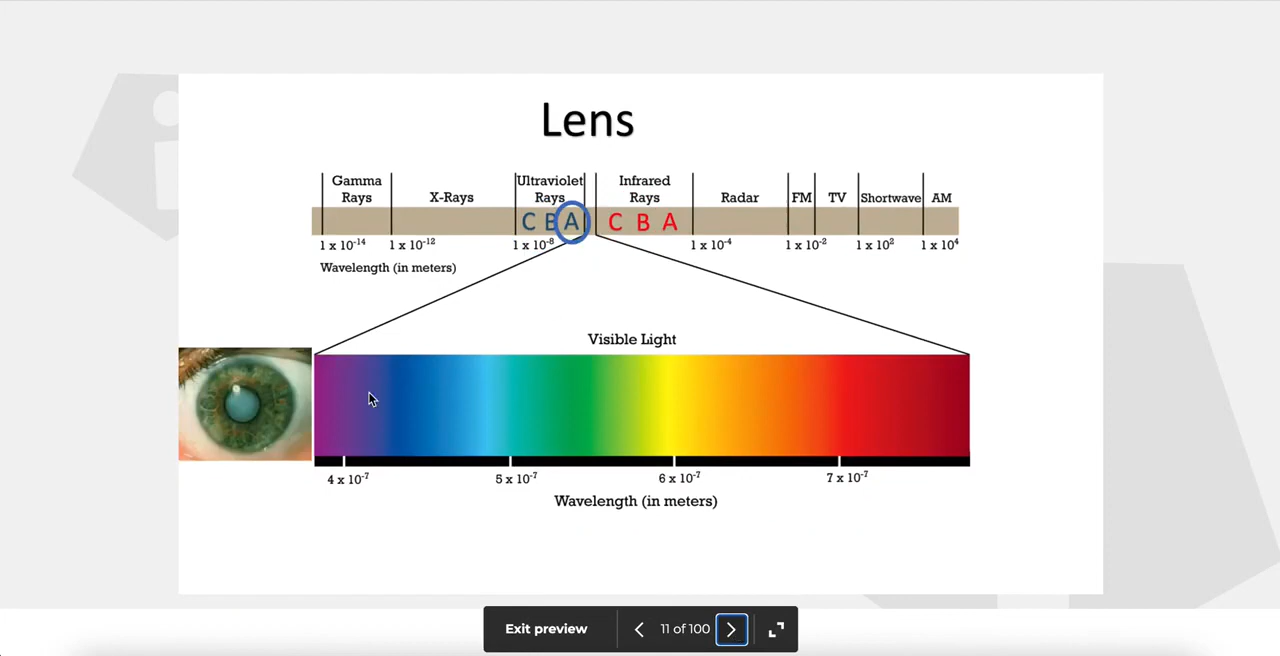 Lens
Gamma Rays X-Rays Ultraviolet Rays Infrared Rays Radar FM TV Shortwave AM
C B A C B A
1 x 10⁻¹⁴ 1 x 10⁻¹² 1 x 10⁻⁸ 1 x 10⁻⁴ 1 x 10⁻² 1 x 10² 1 x 10⁴
Wavelength (in meters)
Visible Light
4 x 10⁻⁷ 5 x 10⁻⁷ 6 x 10⁻⁷ 7 x 10⁻⁷
Wavelength (in meters)
Exit preview 11 of 100